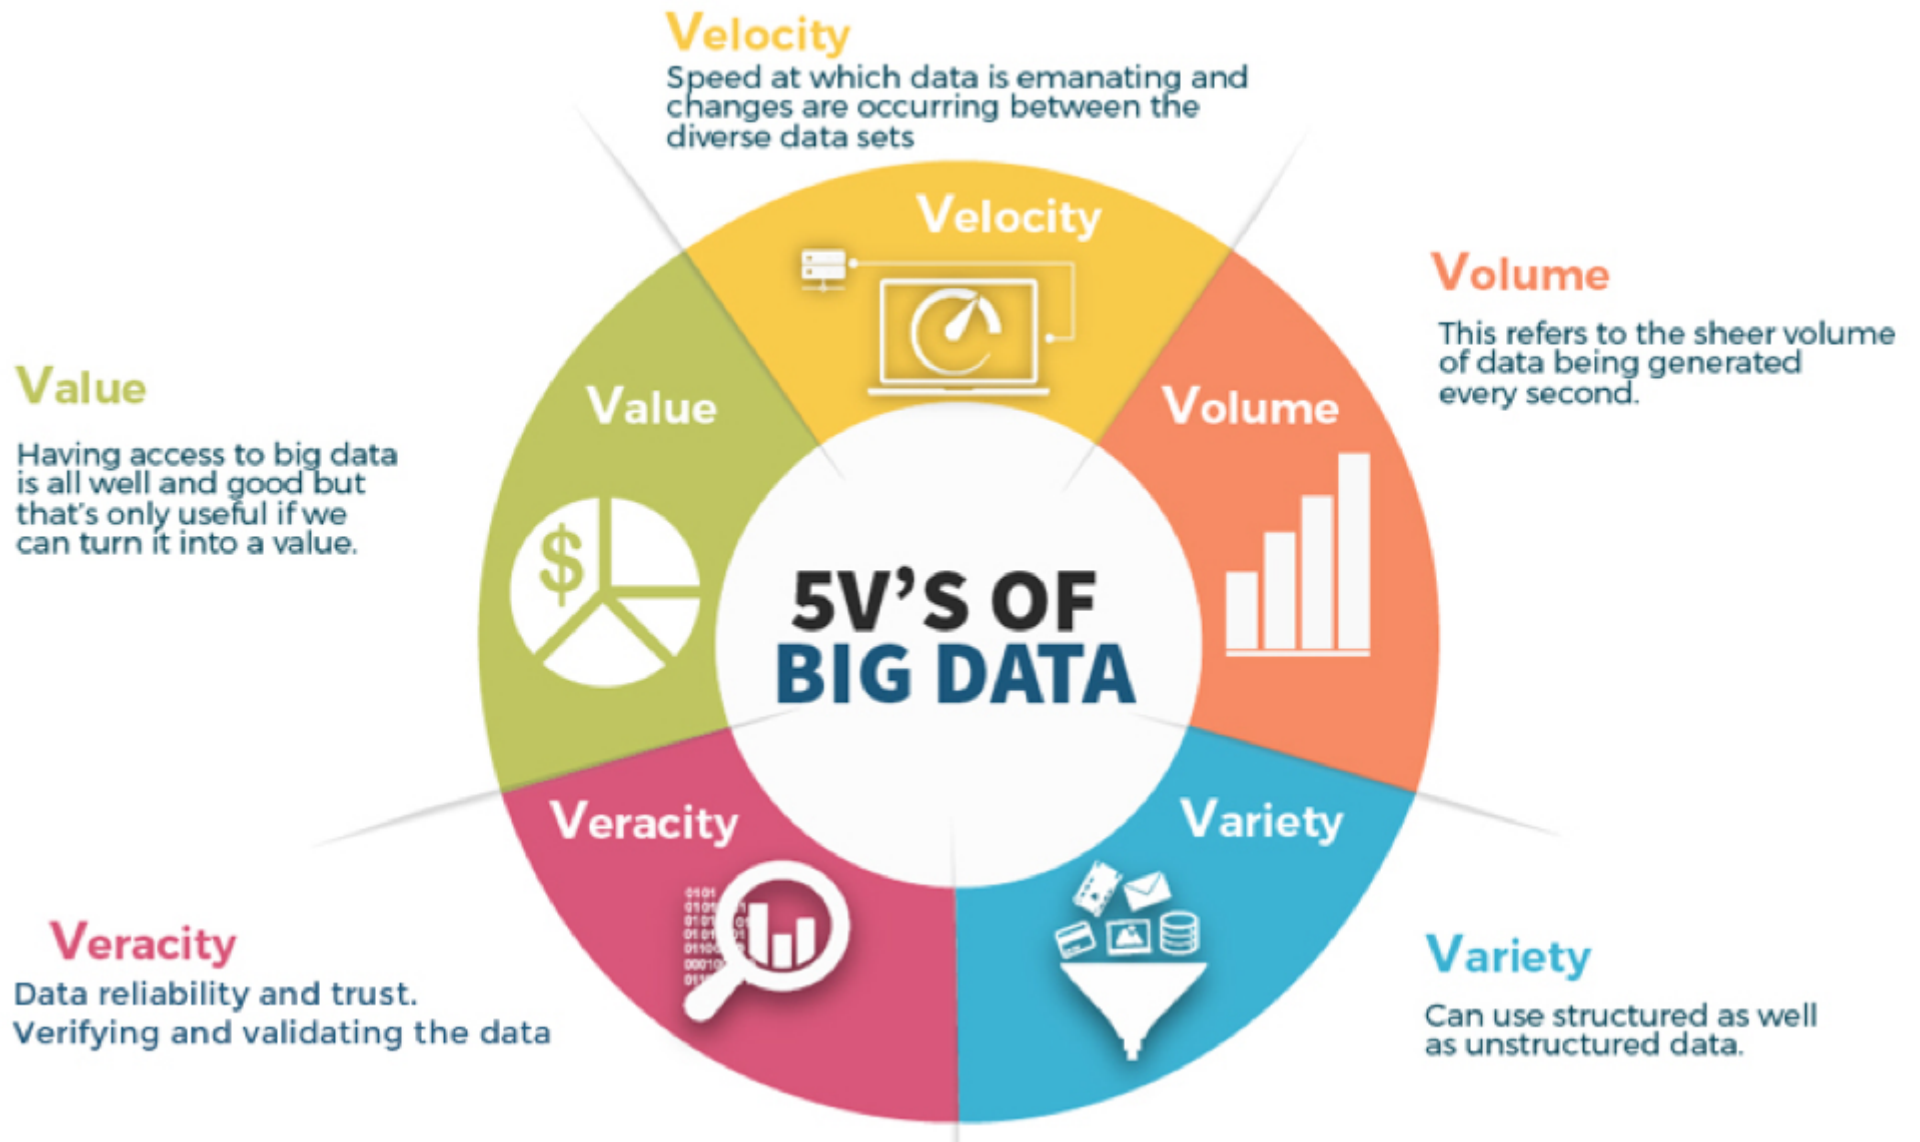 Velocity
Speed at which data is emanating and
changes are occurring between the
diverse data sets
Velocity
Volume
This refers to the sheer volume
of data being generated
every second.
Value
Having access to big data
is all well and good but
that's only useful if we
can turn it into a value.
Value
$
Volume
5V'S OF
BIG DATA
Veracity
Variety
0101
Veracity
Data reliability and trust.
Verifying and validating the data
Variety
Can use structured as well
as unstructured data.